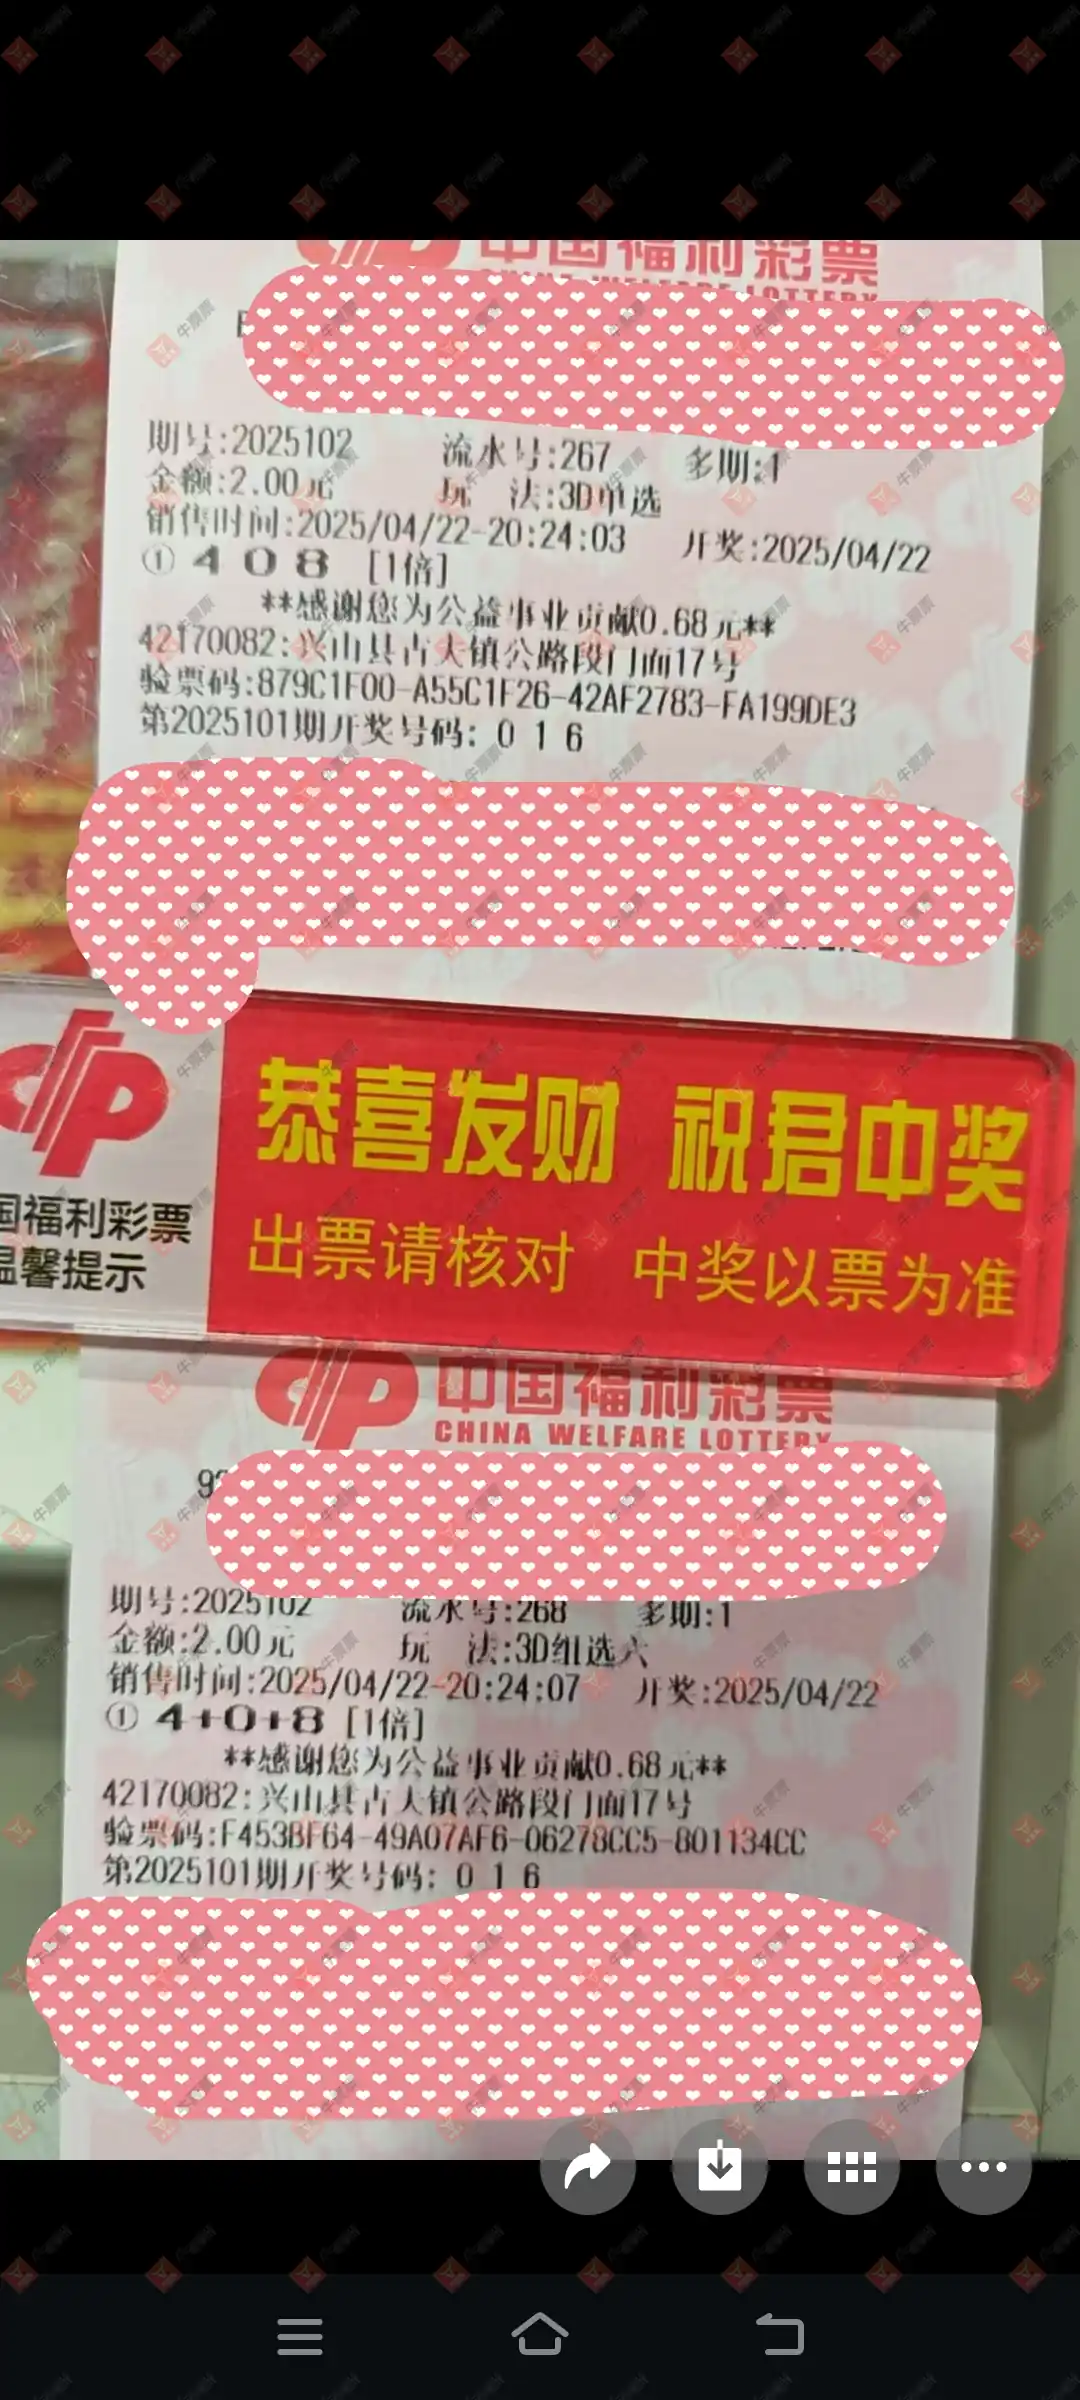 中国福利彩票
CHINA WELFARE LOTTERY
期号:2025102 流水号:267 多期:1
金额:2.00元 玩 法:3D单选
销售时间:2025/04/22-20:24:03 开奖:2025/04/22
① 4 0 8 [1倍]
**感谢您为公益事业贡献0.68元**
42170082:兴山县古夫镇公路段门面17号
验票码:879C1F00-A55C1F26-42AF2783-FA199DE3
第2025101期开奖号码: 0 1 6
恭喜发财 祝君中奖
国福利彩票
出票请核对 中奖以票为准
温馨提示
中国福利彩票
CHINA WELFARE LOTTERY
期号:2025102 流水号:268 多期:1
金额:2.00元 玩 法:3D组选六
销售时间:2025/04/22-20:24:07 开奖:2025/04/22
① 4+0+8 [1倍]
**感谢您为公益事业贡献0.68元**
42170082:兴山县古夫镇公路段门面17号
验票码:F453BF64-49A07AF6-06278CC5-801134CC
第2025101期开奖号码: 0 1 6
牛票票